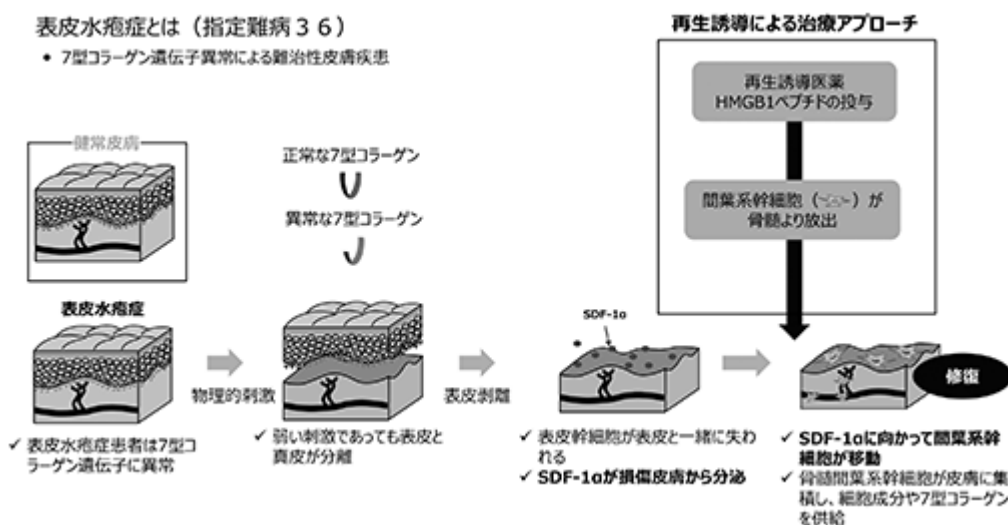 表皮水疱症とは（指定難病３６）
• 7型コラーゲン遺伝子異常による難治性皮膚疾患
健常皮膚
正常な7型コラーゲン
異常な7型コラーゲン
再生誘導による治療アプローチ
再生誘導医薬
HMGB1ペプチドの投与
間葉系幹細胞（）が
骨髄より放出
表皮水疱症
物理的刺激
表皮剥離
SDF-1α
修復
✓ 表皮水疱症患者は7型コ
ラーゲン遺伝子に異常
✓ 弱い刺激であっても表皮と
真皮が分離
✓ 表皮幹細胞が表皮と一緒に失わ
れる
✓ SDF-1αが損傷皮膚から分泌
✓ SDF-1αに向かって間葉系幹
細胞が移動
✓ 骨髄間葉系幹細胞が皮膚に集
積し、細胞成分や7型コラーゲン
を供給